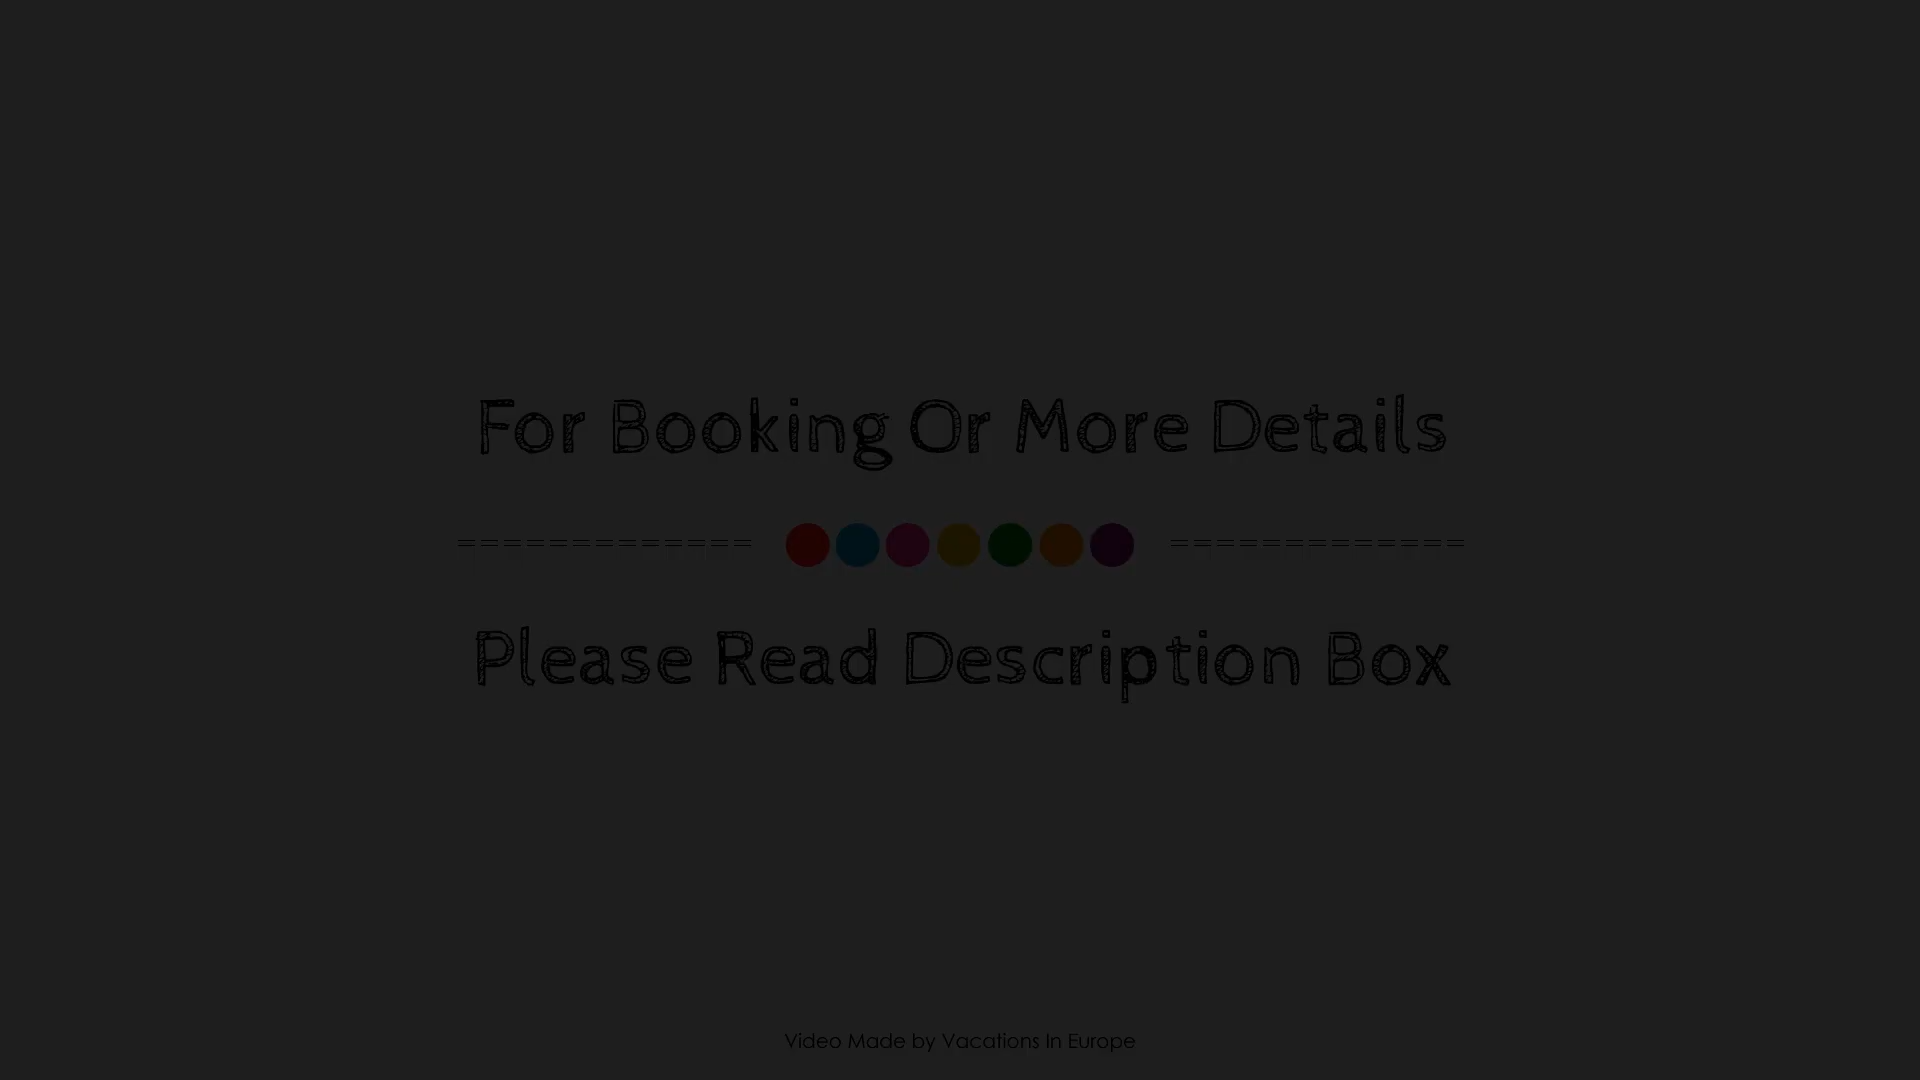 For Booking Or More Details
============= =============
Please Read Description Box
Video Made by Vacations In Europe